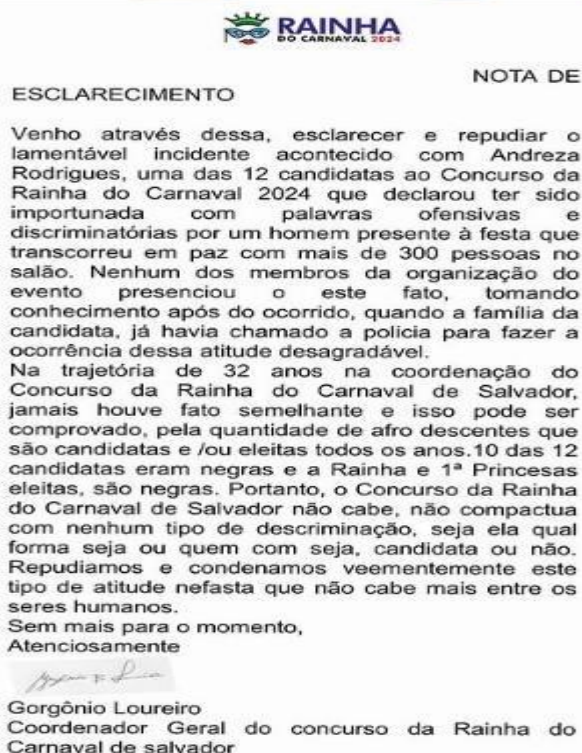 RAINHA
DO CARNAVAL 2024
NOTA DE
ESCLARECIMENTO
Venho através dessa, esclarecer e repudiar o
lamentável incidente acontecido com Andreza
Rodrigues, uma das 12 candidatas ao Concurso da
Rainha do Carnaval 2024 que declarou ter sido
importunada com palavras ofensivas e
discriminatórias por um homem presente à festa que
transcorreu em paz com mais de 300 pessoas no
salão. Nenhum dos membros da organização do
evento presenciou o este fato, tomando
conhecimento após do ocorrido, quando a família da
candidata, já havia chamado a policia para fazer a
ocorrência dessa atitude desagradável.
Na trajetória de 32 anos na coordenação do
Concurso da Rainha do Carnaval de Salvador,
jamais houve fato semelhante e isso pode ser
comprovado, pela quantidade de afro descentes que
são candidatas e /ou eleitas todos os anos.10 das 12
candidatas eram negras e a Rainha e 1ª Princesas
eleitas, são negras. Portanto, o Concurso da Rainha
do Carnaval de Salvador não cabe, não compactua
com nenhum tipo de descriminação, seja ela qual
forma seja ou quem com seja, candidata ou não.
Repudiamos e condenamos veementemente este
tipo de atitude nefasta que não cabe mais entre os
seres humanos.
Sem mais para o momento,
Atenciosamente
Gorgônio Loureiro
Coordenador Geral do concurso da Rainha do
Carnaval de salvador